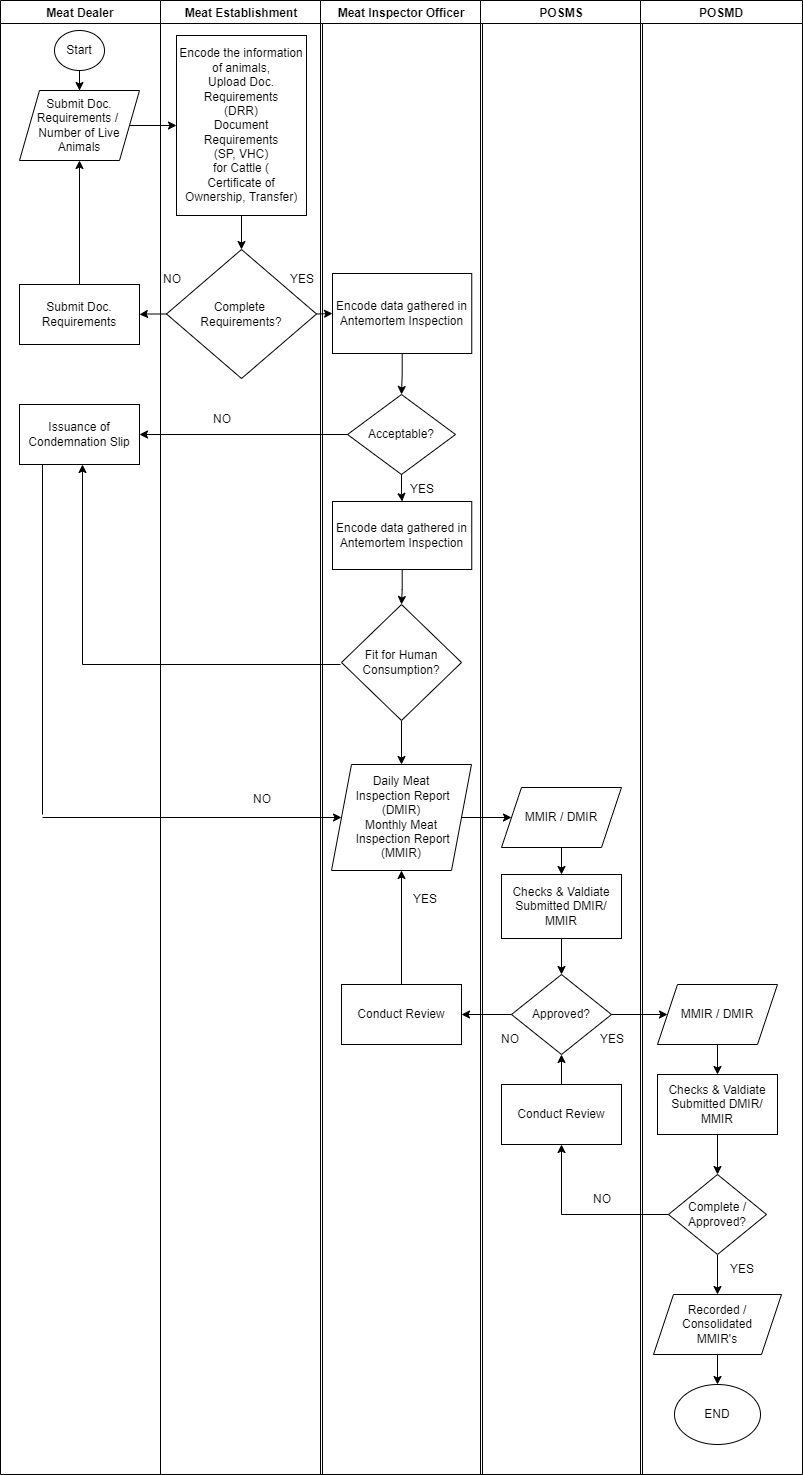 Meat Dealer
Meat Establishment
Meat Inspector Officer
POSMS
POSMD
Start
Submit Doc.
Requirements /
Number of Live
Animals
Encode the information
of animals,
Upload Doc.
Requirements
(DRR)
Document
Requirements
(SP, VHC)
for Cattle (
Certificate of
Ownership, Transfer)
NO
YES
Submit Doc.
Requirements
Complete
Requirements?
Encode data gathered in
Antemortem Inspection
Issuance of
Condemnation Slip
NO
Acceptable?
YES
Encode data gathered in
Antemortem Inspection
Fit for Human
Consumption?
NO
Daily Meat
Inspection Report
(DMIR)
Monthly Meat
Inspection Report
(MMIR)
MMIR / DMIR
YES
Checks & Valdiate
Submitted DMIR/
MMIR
Conduct Review
NO
Approved?
YES
MMIR / DMIR
Conduct Review
Checks & Valdiate
Submitted DMIR/
MMIR
NO
Complete /
Approved?
YES
Recorded /
Consolidated
MMIR's
END